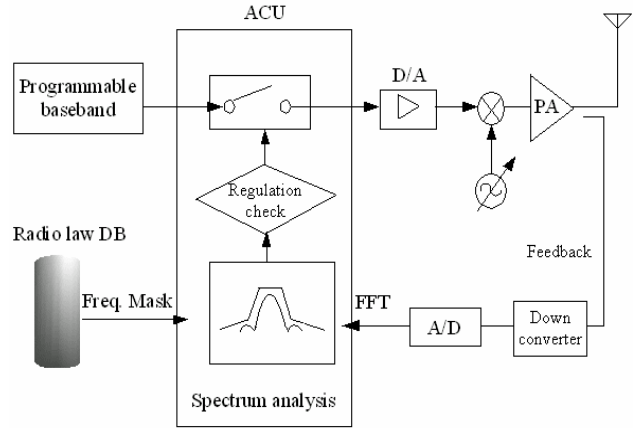 ACU
Programmable
baseband
D/A
PA
Regulation
check
Radio law DB
Feedback
Freq. Mask
FFT
A/D
Down
converter
Spectrum analysis